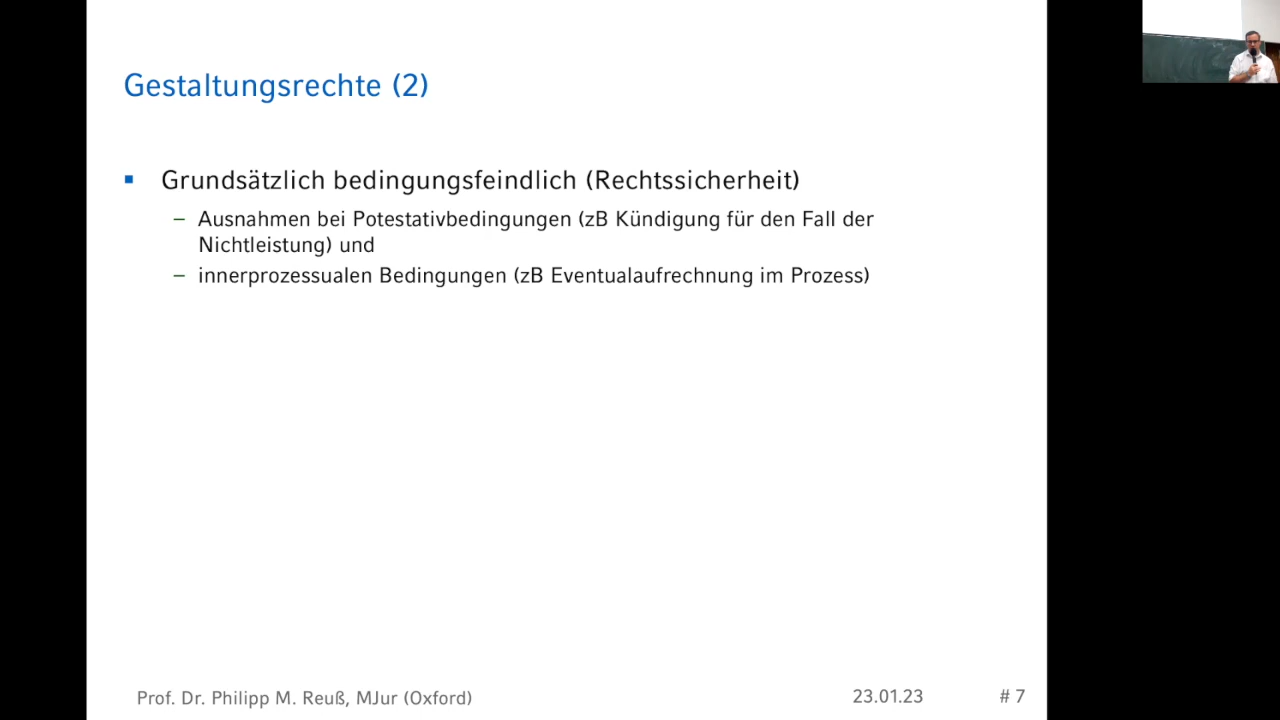 Gestaltungsrechte (2)
Grundsätzlich bedingungsfeindlich (Rechtssicherheit)
– Ausnahmen bei Potestativbedingungen (zB Kündigung für den Fall der
Nichtleistung) und
– innerprozessualen Bedingungen (zB Eventualaufrechnung im Prozess)
Prof. Dr. Philipp M. Reuß, MJur (Oxford)
23.01.23
# 7